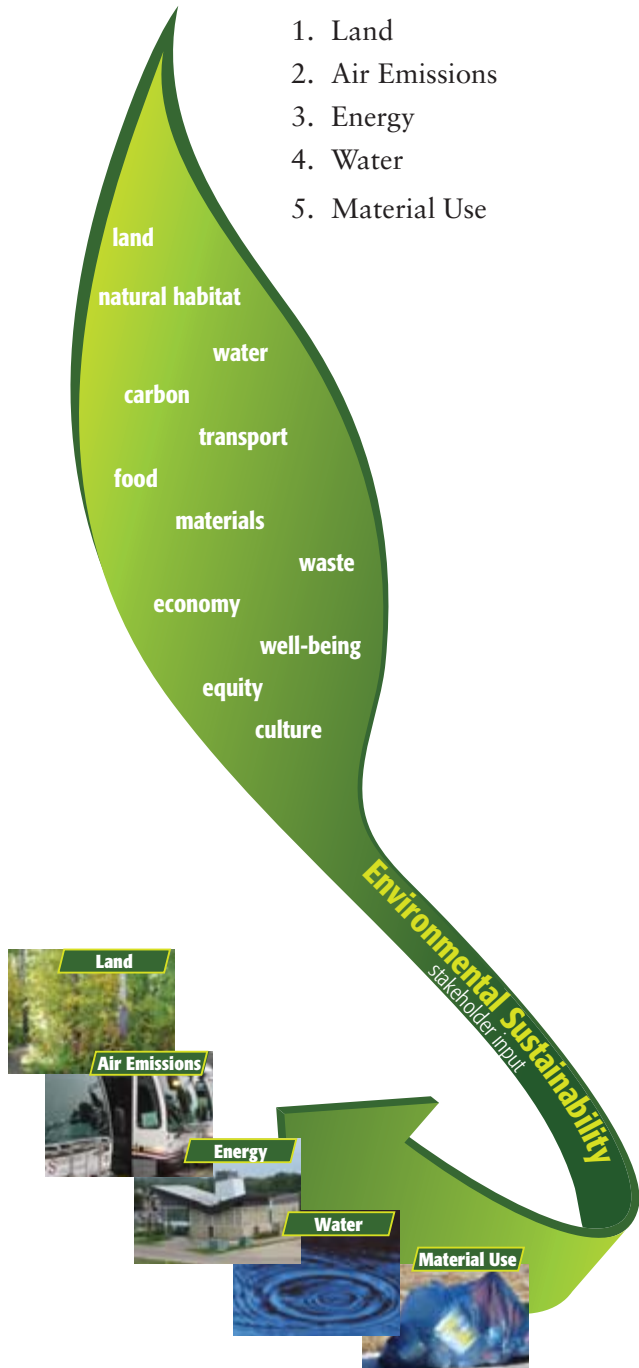 1. Land
2. Air Emissions
3. Energy
4. Water
5. Material Use
land
natural habitat
water
carbon
transport
food
materials
waste
economy
well-being
equity
culture
Environmental Sustainability
stakeholder input
Land
Air Emissions
Energy
Water
Material Use